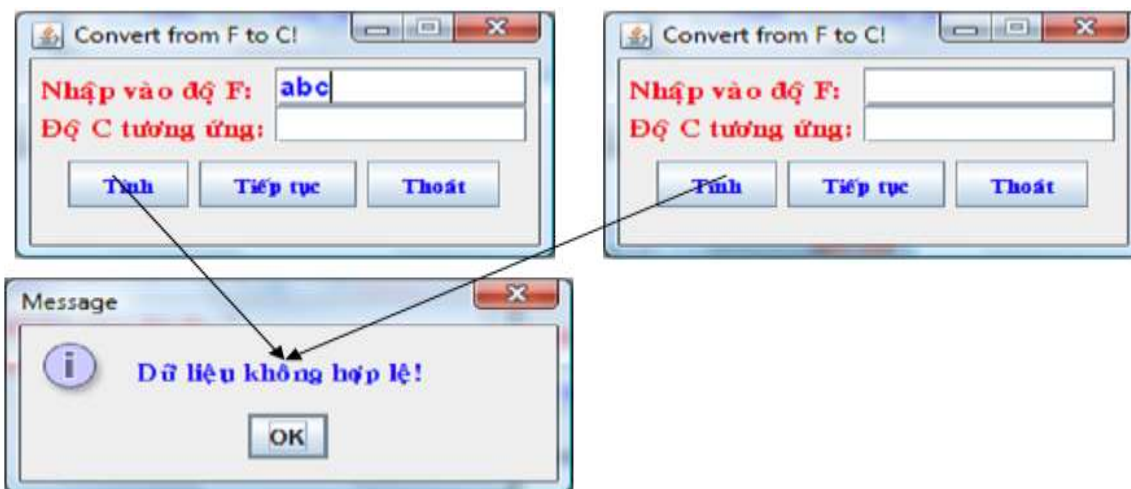 Convert from F to C!
Nhập vào độ F: abc
Độ C tương ứng:
Tính Tiếp tục Thoát
Convert from F to C!
Nhập vào độ F:
Độ C tương ứng:
Tính Tiếp tục Thoát
Message
Dữ liệu không hợp lệ!
OK